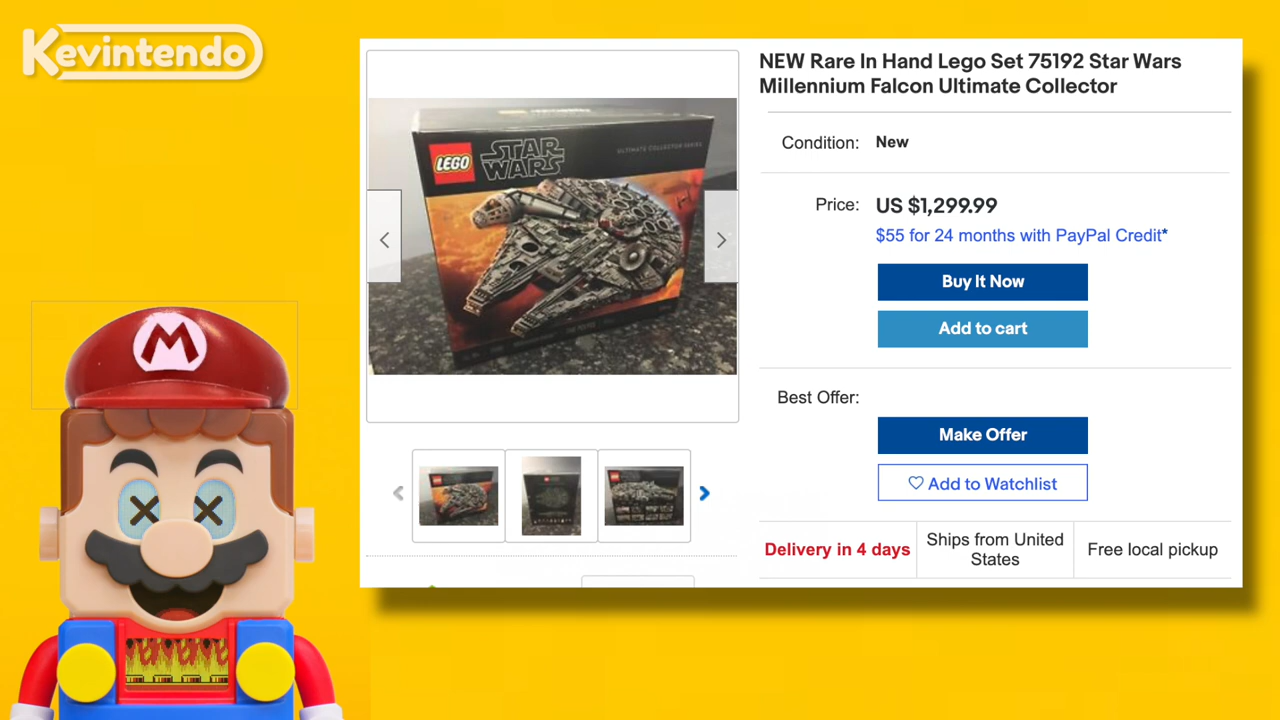 Kevintendo
NEW Rare In Hand Lego Set 75192 Star Wars
Millennium Falcon Ultimate Collector
LEGO
STAR
WARS
ULTIMATE COLLECTOR SERIES
Condition: New
Price: US $1,299.99
$55 for 24 months with PayPal Credit*
Buy It Now
Add to cart
M
Best Offer:
Make Offer
Add to Watchlist
Delivery in 4 days
Ships from United
States
Free local pickup